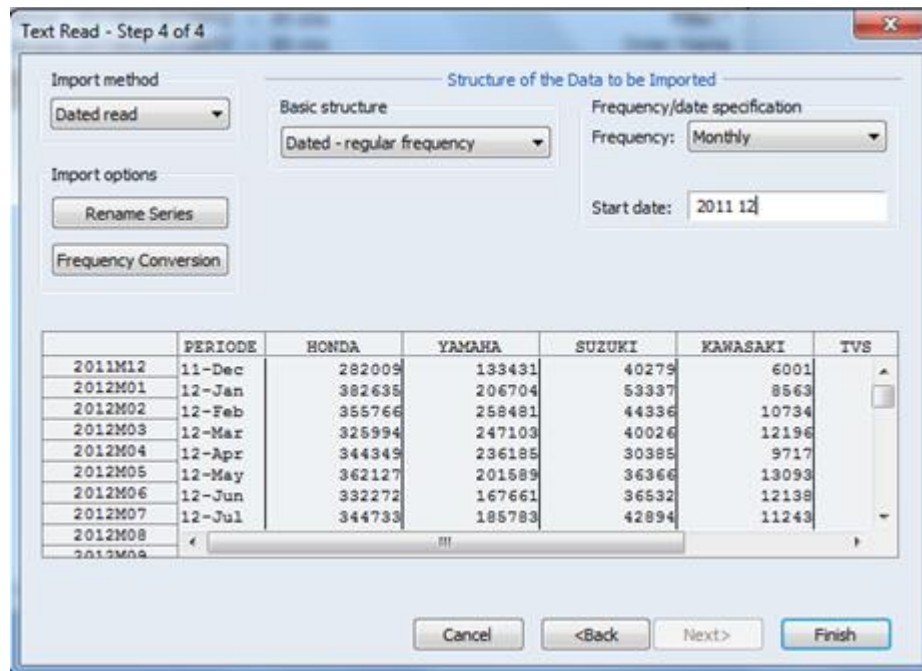 Text Read - Step 4 of 4
Import method
Dated read
Structure of the Data to be Imported
Basic structure
Dated - regular frequency
Frequency/date specification
Frequency: Monthly
Start date: 2011 12
Import options
Rename Series
Frequency Conversion
PERIODE HONDA YAMAHA SUZUKI KAWASAKI TVS
2011M12 11-Dec 282009 133431 40279 6001
2012M01 12-Jan 382635 206704 53337 8563
2012M02 12-Feb 355766 258481 44336 10734
2012M03 12-Mar 325994 247103 40026 12196
2012M04 12-Apr 344349 236185 30385 9717
2012M05 12-May 362127 201589 36366 13093
2012M06 12-Jun 332272 167661 36532 12138
2012M07 12-Jul 344733 185783 42894 11243
2012M08
2012M09
Cancel <Back Next> Finish